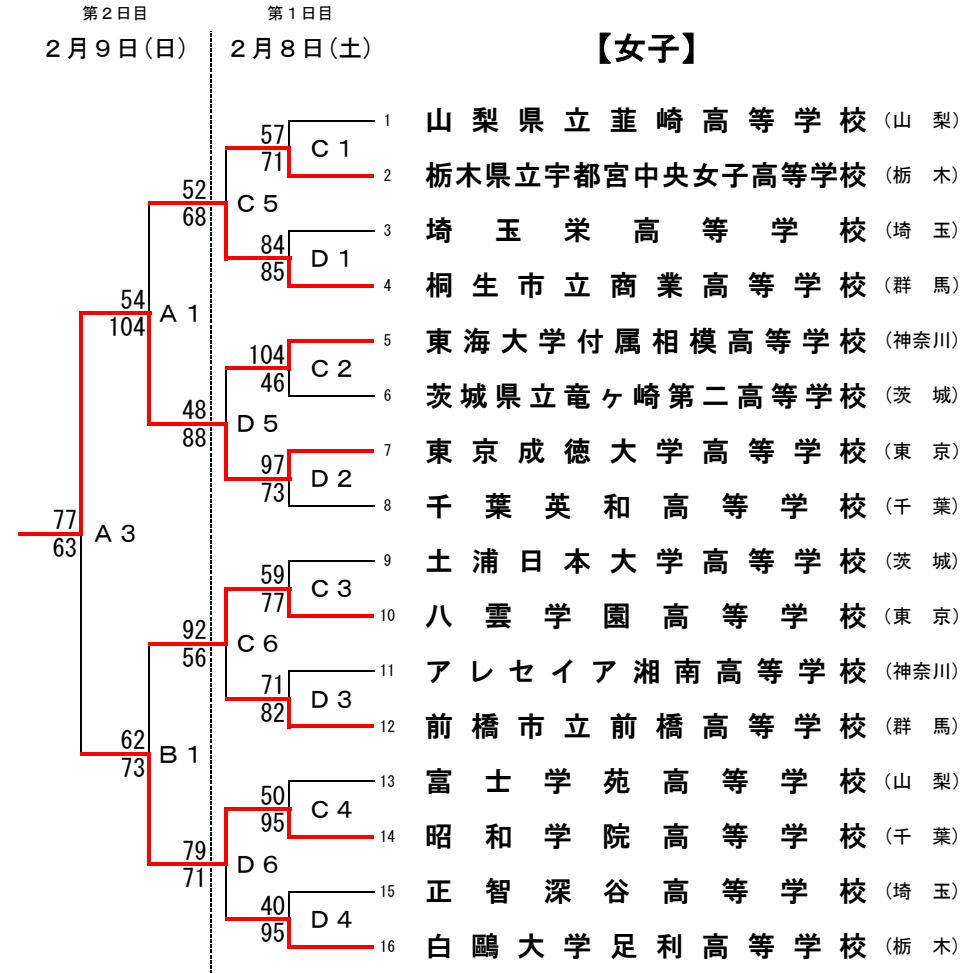 第２日目 第１日目
２月９日(日) ２月８日(土) 【女子】
1 山梨県立韮崎高等学校 (山 梨)
57 C１
71
2 栃木県立宇都宮中央女子高等学校 (栃 木)
52 C５
68
3 埼玉栄高等学校 (埼 玉)
84 D１
85
4 桐生市立商業高等学校 (群 馬)
54 A１
104
5 東海大学付属相模高等学校 (神奈川)
104 C２
46
6 茨城県立竜ヶ崎第二高等学校 (茨 城)
48 D５
88
7 東京成徳大学高等学校 (東 京)
97 D２
73
8 千葉英和高等学校 (千 葉)
77 A３
63
9 土浦日本大学高等学校 (茨 城)
59 C３
77
10 八雲学園高等学校 (東 京)
92 C６
56
11 アレセイア湘南高等学校 (神奈川)
71 D３
82
12 前橋市立前橋高等学校 (群 馬)
62 B１
73
13 富士学苑高等学校 (山 梨)
50 C４
95
14 昭和学院高等学校 (千 葉)
79 D６
71
15 正智深谷高等学校 (埼 玉)
40 D４
95
16 白鷗大学足利高等学校 (栃 木)